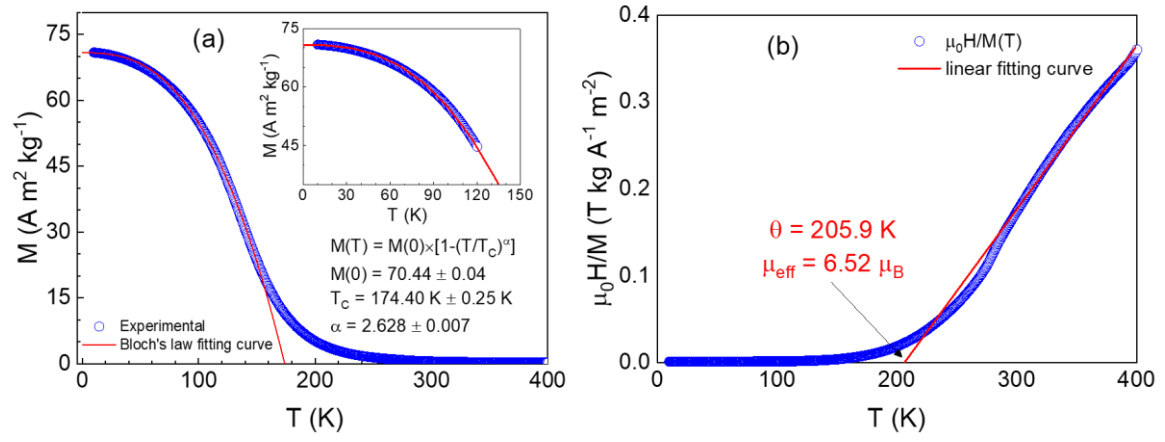 (a)
M (A m² kg⁻¹)
75
60
45
30
15
0
0 100 200 300 400
T (K)
M (A m² kg⁻¹)
75
60
45
0 30 60 90 120 150
T (K)
M(T) = M(0)×[1-(T/T_C)^α]
M(0) = 70.44 ± 0.04
T_C = 174.40 K ± 0.25 K
α = 2.628 ± 0.007
Experimental
Bloch's law fitting curve
(b)
μ₀H/M (T kg A⁻¹ m⁻²)
0.4
0.3
0.2
0.1
0.0
0 100 200 300 400
T (K)
μ₀H/M(T)
linear fitting curve
θ = 205.9 K
μ_eff = 6.52 μ_B